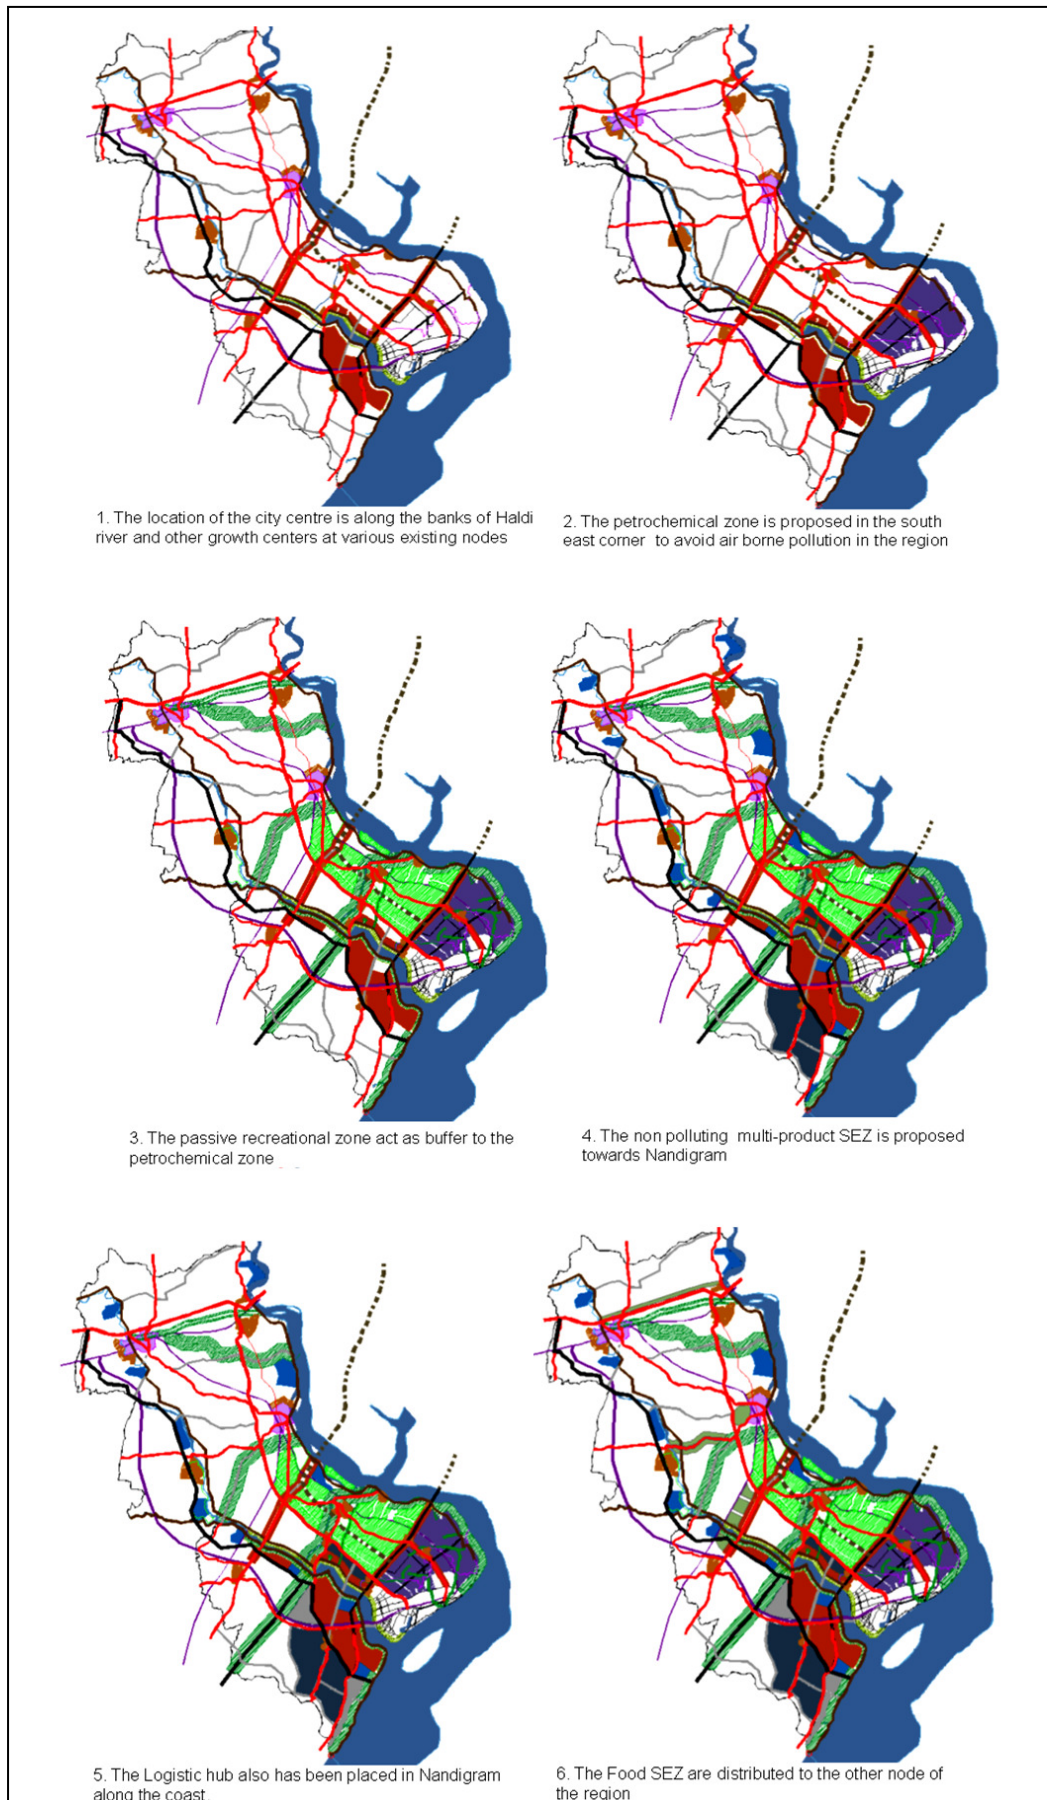 1. The location of the city centre is along the banks of Haldi
river and other growth centers at various existing nodes
2. The petrochemical zone is proposed in the south
east corner to avoid air borne pollution in the region
3. The passive recreational zone act as buffer to the
petrochemical zone
4. The non polluting multi-product SEZ is proposed
towards Nandigram
5. The Logistic hub also has been placed in Nandigram
along the coast.
6. The Food SEZ are distributed to the other node of
the region